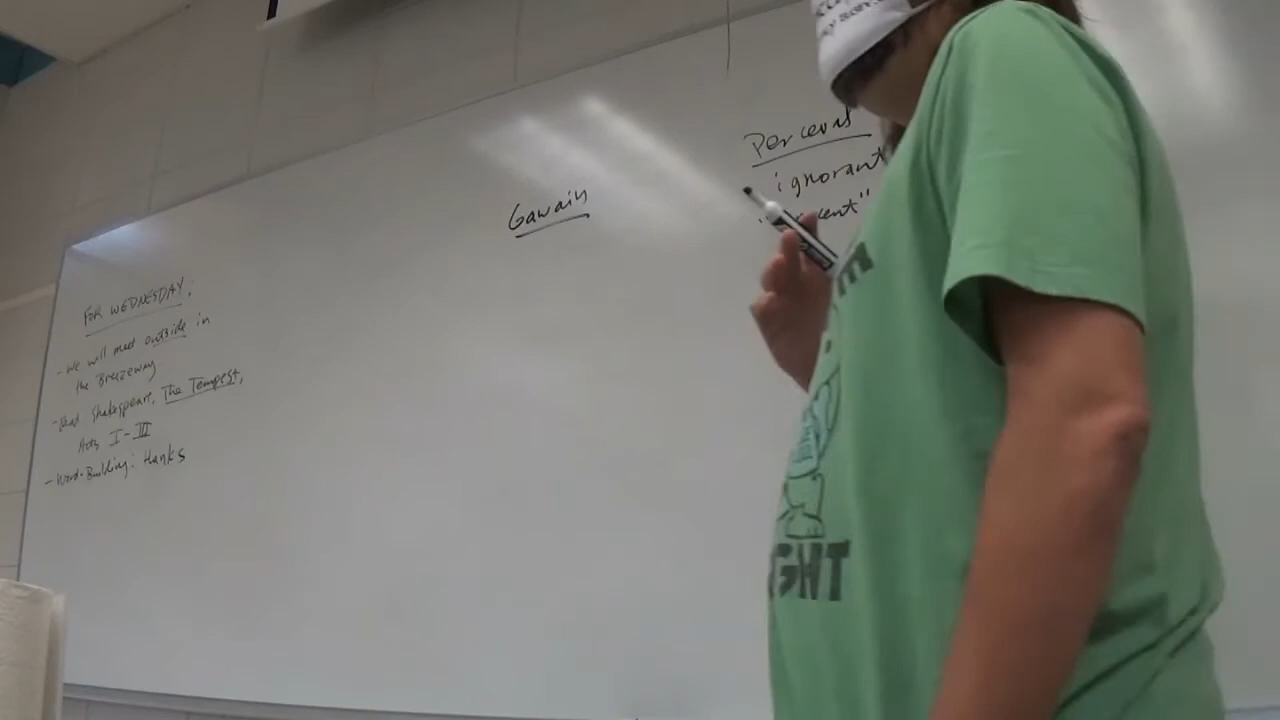 FOR WEDNESDAY:
- We will meet outside in
the Breezeway
- Read Shakespeare, The Tempest,
Acts I-III
- Word-Building: Hanks
Gawain
Perceval
ignorant
GHT